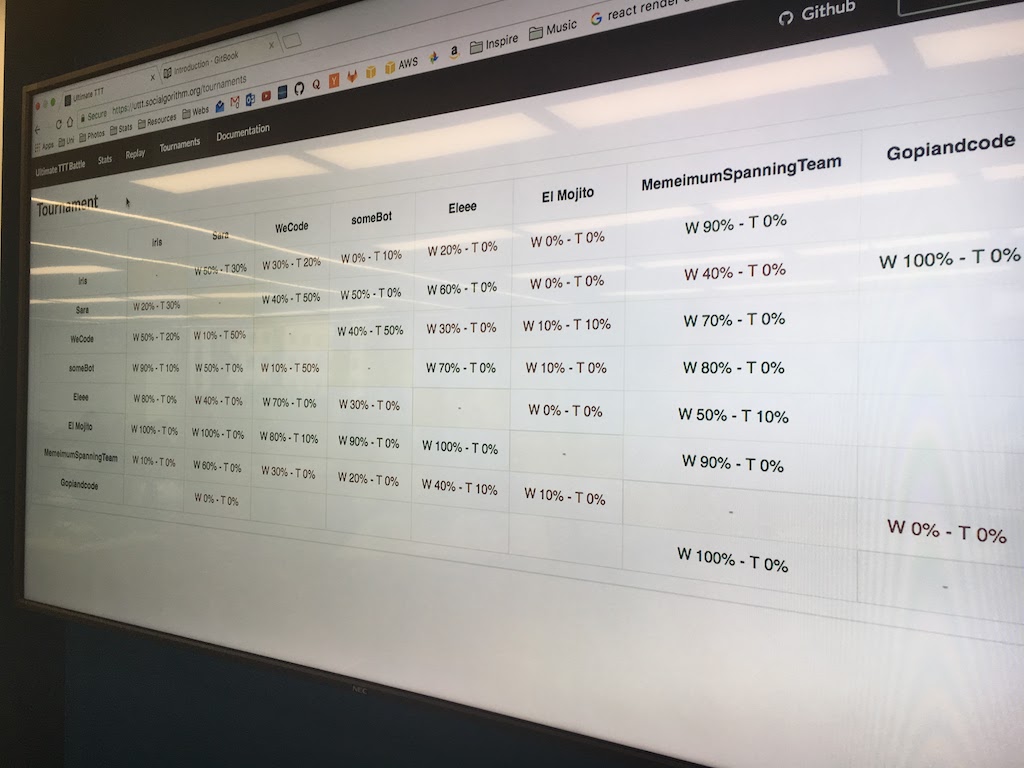 Ultimate TTT
Introduction · GitBook
Secure https://uttt.socialgorithm.org/tournaments
Apps Uni Photos Stats Resources Webs AWS Inspire Music react render
Ultimate TTT Battle Stats Replay Tournaments Documentation Github
Tournament
Iris Sara WeCode someBot Eleee El Mojito MemeimumSpanningTeam Gopiandcode
Iris - W 50% - T 30% W 30% - T 20% W 0% - T 10% W 20% - T 0% W 0% - T 0% W 90% - T 0%
Sara W 20% - T 30% - W 40% - T 50% W 50% - T 0% W 60% - T 0% W 0% - T 0% W 40% - T 0% W 100% - T 0%
WeCode W 50% - T 20% W 10% - T 50% - W 40% - T 50% W 30% - T 0% W 10% - T 10% W 70% - T 0%
someBot W 90% - T 10% W 50% - T 0% W 10% - T 50% - W 70% - T 0% W 10% - T 0% W 80% - T 0%
Eleee W 80% - T 0% W 40% - T 0% W 70% - T 0% W 30% - T 0% - W 0% - T 0% W 50% - T 10%
El Mojito W 100% - T 0% W 100% - T 0% W 80% - T 10% W 90% - T 0% W 100% - T 0% - W 90% - T 0%
MemeimumSpanningTeam W 10% - T 0% W 60% - T 0% W 30% - T 0% W 20% - T 0% W 40% - T 10% W 10% - T 0% - W 0% - T 0%
Gopiandcode W 0% - T 0% W 100% - T 0% -
NEC